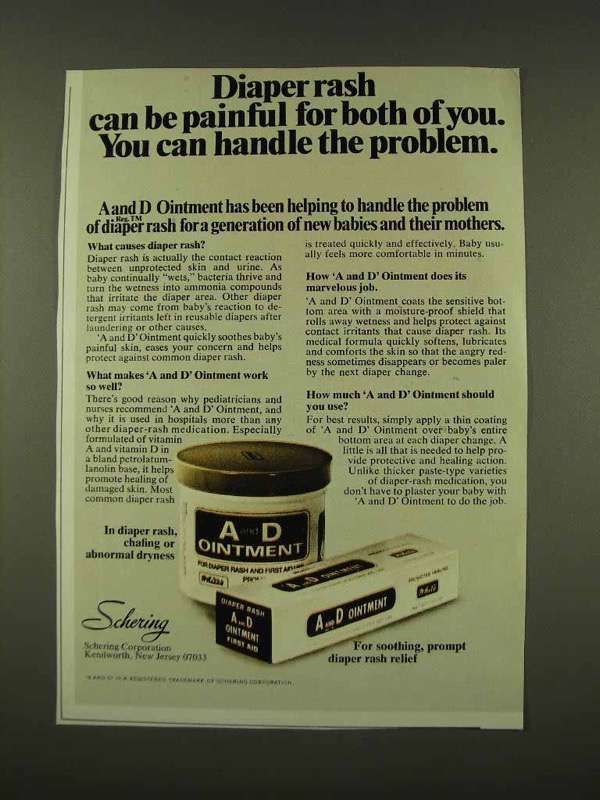 Diaper rash
can be painful for both of you.
You can handle the problem.
A and D Ointment has been helping to handle the problem
Reg. TM
of diaper rash for a generation of new babies and their mothers.
What causes diaper rash?
Diaper rash is actually the contact reaction
between unprotected skin and urine. As
baby continually "wets," bacteria thrive and
turn the wetness into ammonia compounds
that irritate the diaper area. Other diaper
rash may come from baby's reaction to de-
tergent irritants left in reusable diapers after
laundering or other causes.
'A and D' Ointment quickly soothes baby's
painful skin, eases your concern and helps
protect against common diaper rash.
What makes 'A and D' Ointment work
so well?
There's good reason why pediatricians and
nurses recommend 'A and D' Ointment, and
why it is used in hospitals more than any
other diaper-rash medication. Especially
formulated of vitamin
A and vitamin D in
a bland petrolatum-
lanolin base, it helps
promote healing of
damaged skin. Most
common diaper rash
is treated quickly and effectively. Baby usu-
ally feels more comfortable in minutes.
How 'A and D' Ointment does its
marvelous job.
'A and D' Ointment coats the sensitive bot-
tom area with a moisture-proof shield that
rolls away wetness and helps protect against
contact irritants that cause diaper rash. Its
medical formula quickly softens, lubricates
and comforts the skin so that the angry red-
ness sometimes disappears or becomes paler
by the next diaper change.
How much 'A and D' Ointment should
you use?
For best results, simply apply a thin coating
of 'A and D' Ointment over baby's entire
bottom area at each diaper change. A
little is all that is needed to help pro-
vide protective and healing action.
Unlike thicker paste-type varieties
of diaper-rash medication, you
don't have to plaster your baby with
'A and D' Ointment to do the job.
In diaper rash,
chafing or
abnormal dryness
A and D
OINTMENT
FOR DIAPER RASH AND FIRST AID
DIAPER RASH
A AND D
OINTMENT
FIRST AID
A AND D OINTMENT
For soothing, prompt
diaper rash relief
Schering
Schering Corporation
Kenilworth, New Jersey 07033
'A AND D' IS A REGISTERED TRADEMARK OF SCHERING CORPORATION.